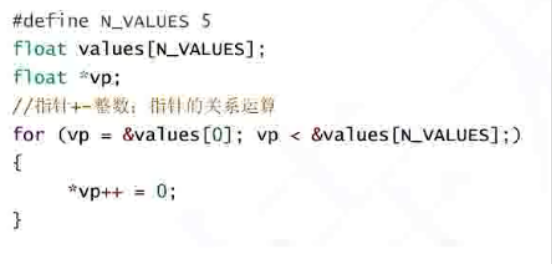 #define N_VALUES 5
float values[N_VALUES];
float *vp;
//指针+-整数；指针的关系运算
for (vp = &values[0]; vp < &values[N_VALUES];)
{
*vp++ = 0;
}